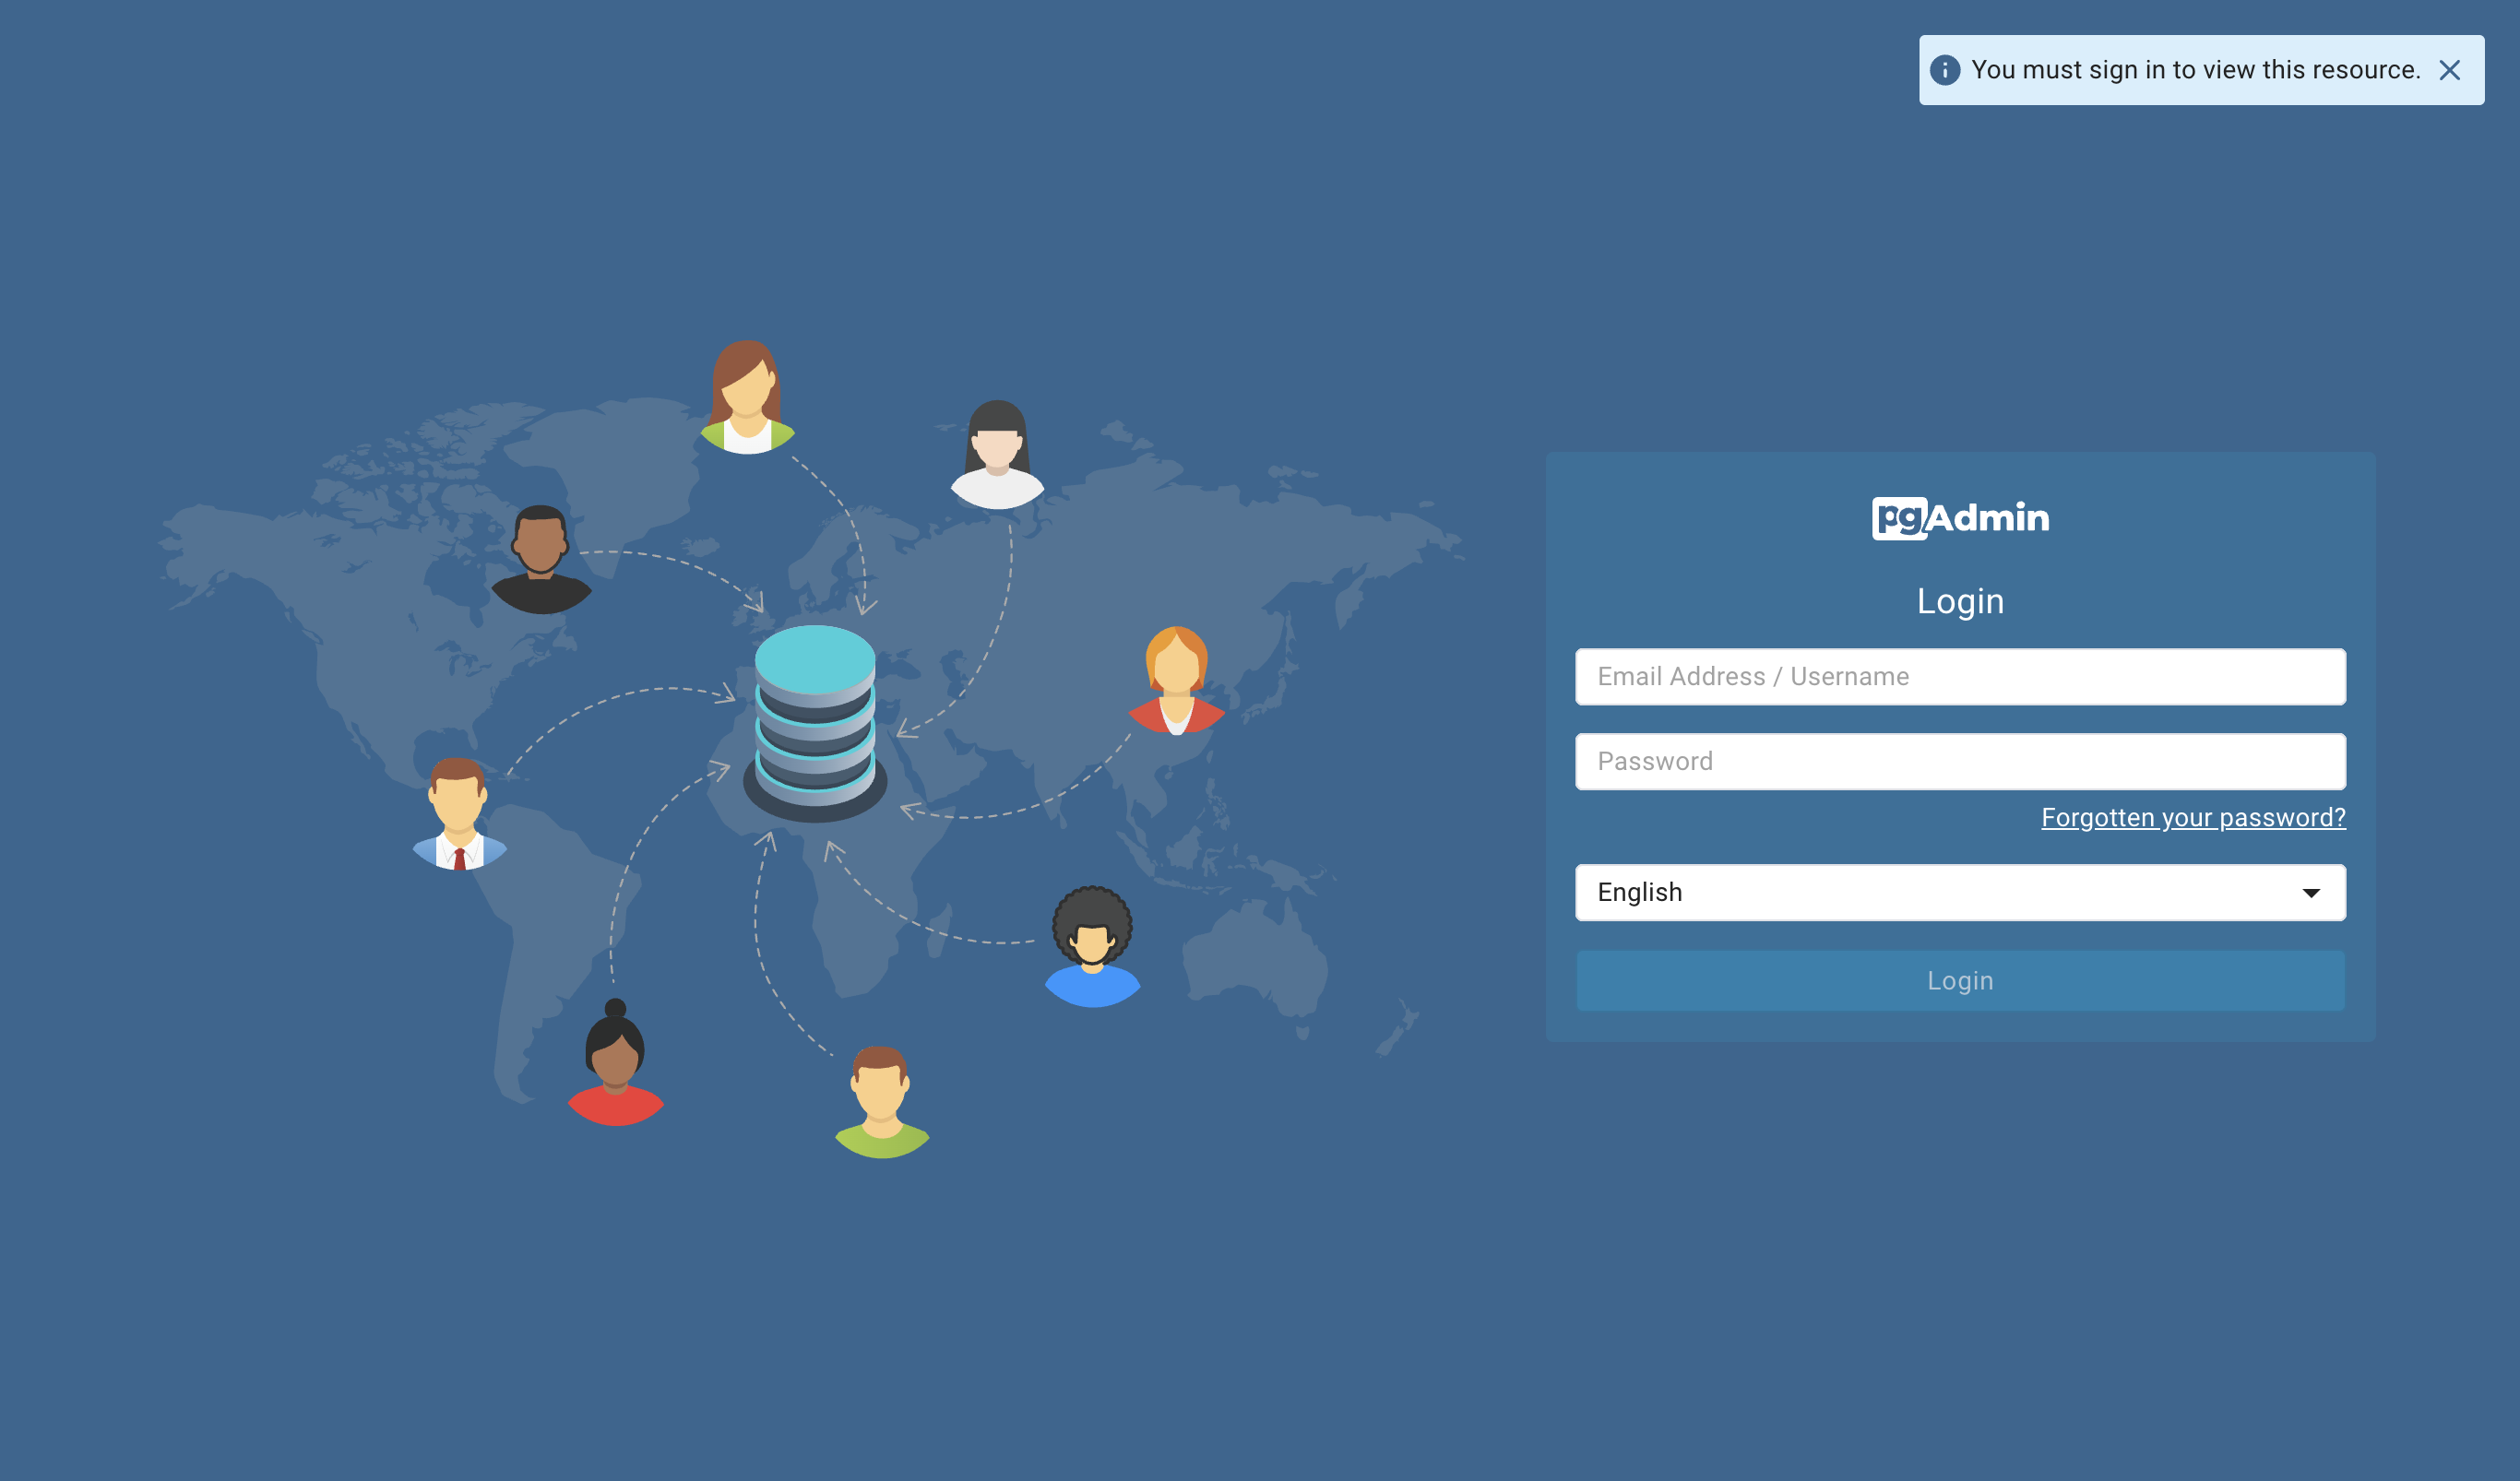 You must sign in to view this resource.
pgAdmin
Login
Email Address / Username
Password
Forgotten your password?
English
Login